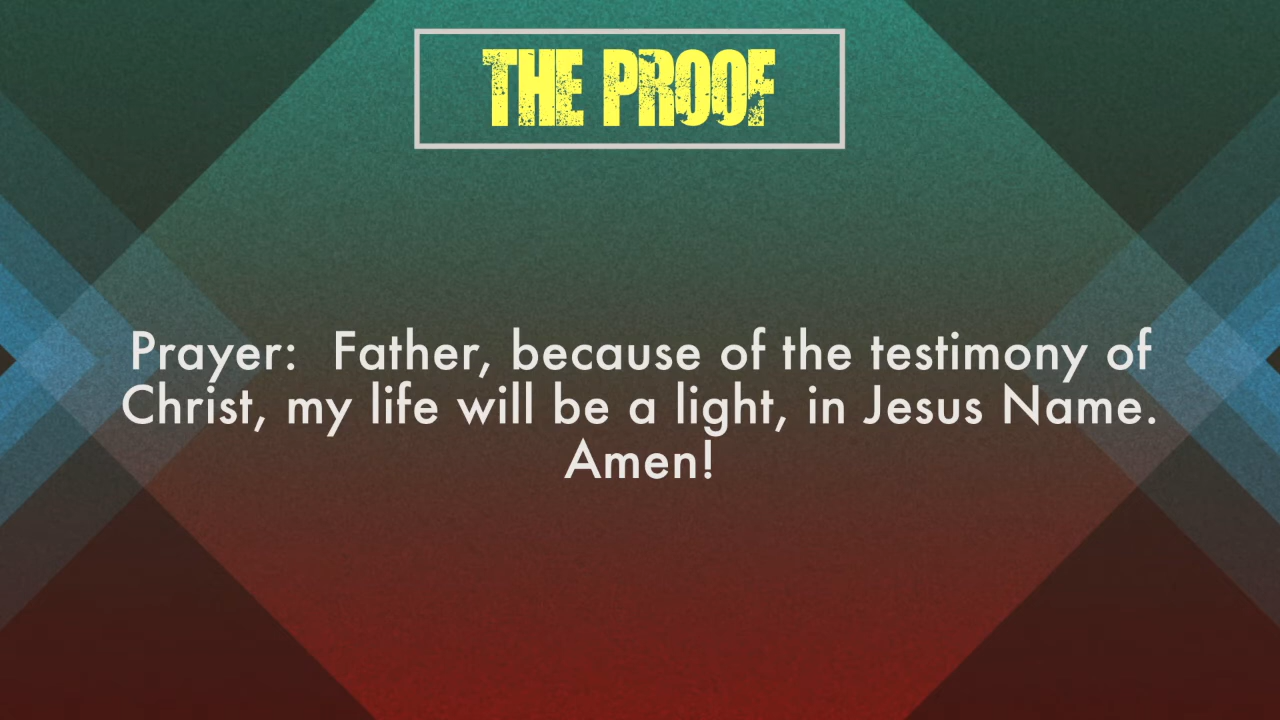 THE PROOF
Prayer:  Father, because of the testimony of
Christ, my life will be a light, in Jesus Name.
Amen!